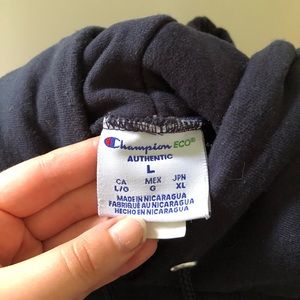 Champion ECO®
AUTHENTIC
L
CA MEX JPN
L/G G XL
MADE IN NICARAGUA
FABRIQUÉ AU NICARAGUA
HECHO EN NICARAGUA